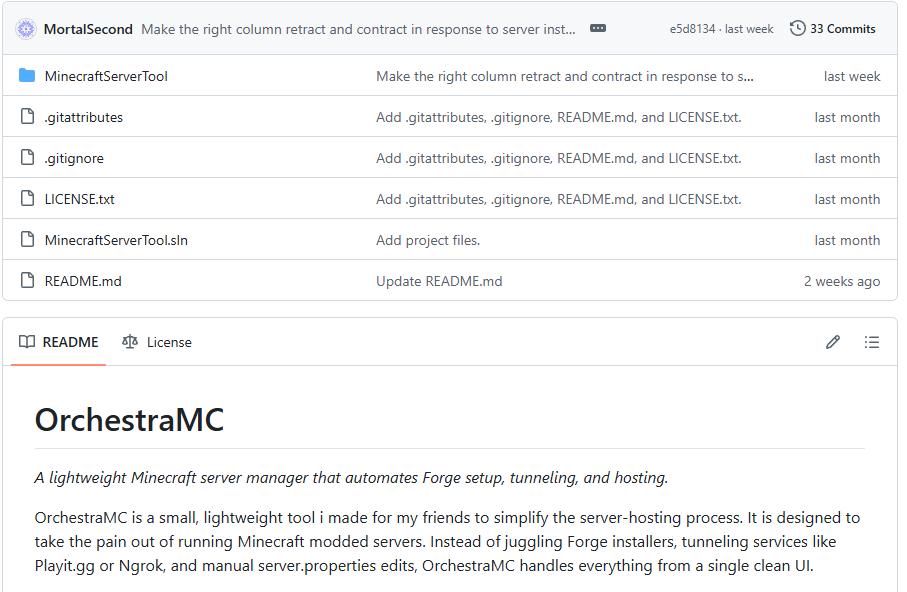 MortalSecond Make the right column retract and contract in response to server inst... e5d8134 · last week 33 Commits
MinecraftServerTool Make the right column retract and contract in response to s... last week
.gitattributes Add .gitattributes, .gitignore, README.md, and LICENSE.txt. last month
.gitignore Add .gitattributes, .gitignore, README.md, and LICENSE.txt. last month
LICENSE.txt Add .gitattributes, .gitignore, README.md, and LICENSE.txt. last month
MinecraftServerTool.sln Add project files. last month
README.md Update README.md 2 weeks ago
README License
OrchestraMC
A lightweight Minecraft server manager that automates Forge setup, tunneling, and hosting.
OrchestraMC is a small, lightweight tool i made for my friends to simplify the server-hosting process. It is designed to
take the pain out of running Minecraft modded servers. Instead of juggling Forge installers, tunneling services like
Playit.gg or Ngrok, and manual server.properties edits, OrchestraMC handles everything from a single clean UI.